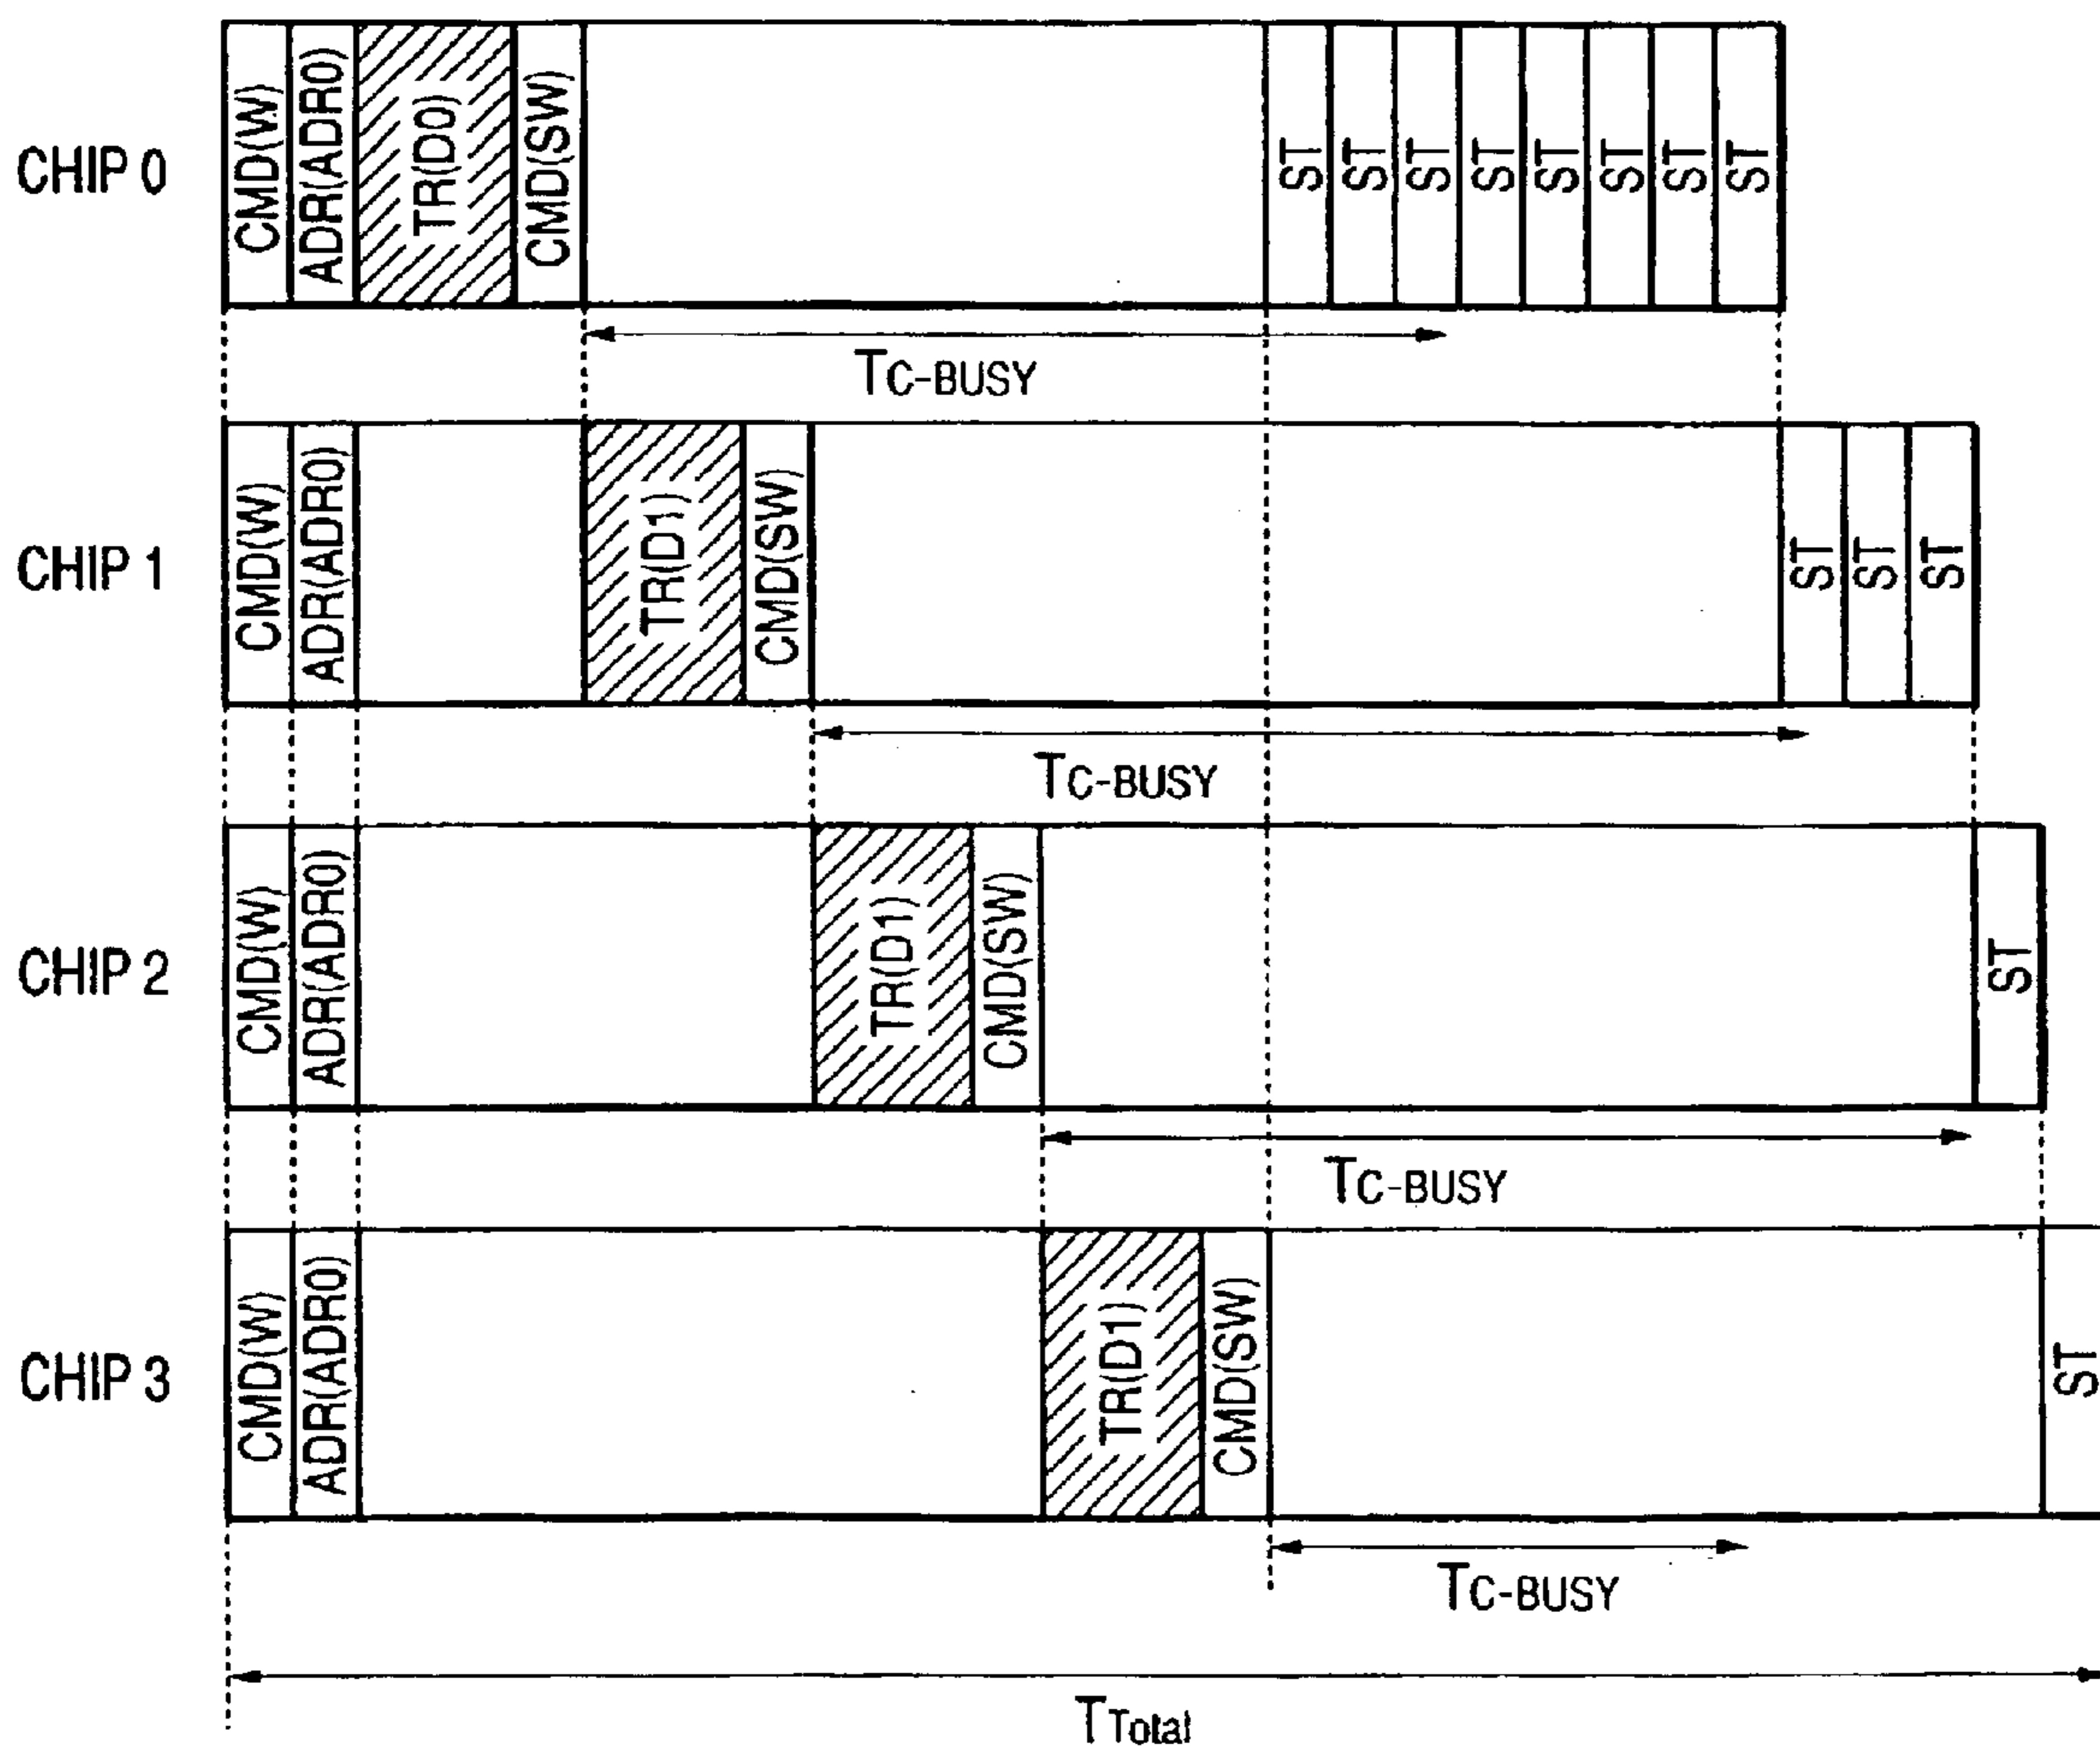 CHIP 0
CMD(W)
ADR(ADR0)
TR(D0)
CMD(SW)
ST
ST
ST
ST
ST
ST
ST
ST
TC-BUSY
CHIP 1
CMD(W)
ADR(ADR0)
TR(D1)
CMD(SW)
ST
ST
ST
TC-BUSY
CHIP 2
CMD(W)
ADR(ADR0)
TR(D1)
CMD(SW)
ST
TC-BUSY
CHIP 3
CMD(W)
ADR(ADR0)
TR(D1)
CMD(SW)
ST
TC-BUSY
TTotal